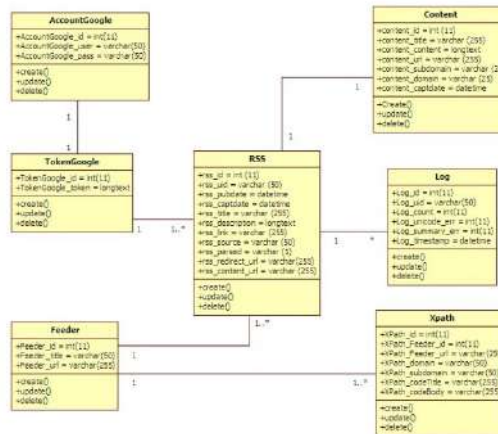 AccountGoogle
+AccountGoogle_id = int(11)
+AccountGoogle_user = varchar(50)
+AccountGoogle_pass = varchar(50)
+create()
+update()
+delete()
1
1
TokenGoogle
+TokenGoogle_id = int(11)
+TokenGoogle_token = longtext
+create()
+update()
+delete()
1
1..*
RSS
+rss_id = int (11)
+rss_uid = varchar (50)
+rss_pubdate = datetime
+rss_captdate = datetime
+rss_title = varchar (255)
+rss_description = longtext
+rss_link = varchar (255)
+rss_source = varchar (50)
+rss_parsed = varchar (1)
+rss_redirect_url = varchar(255)
+rss_content_url = varchar (255)
+create()
+update()
+delete()
1
1
Content
+content_id = int (11)
+content_title = varchar (255)
+content_content = longtext
+content_url = varchar (255)
+content_subdomain = varchar (2
+content_domain = varchar (25)
+content_captdate = datetime
+Create()
+update()
+delete()
1
*
Log
+Log_id = int(11)
+Log_uid = varchar(50)
+Log_count = int(11)
+Log_unicode_err = int(11)
+Log_summary_err = int(11)
+Log_timestamp = datetime
+create()
+update()
+delete()
1..*
1
Feeder
+Feeder_id = int(11)
+Feeder_title = varchar(50)
+Feeder_url = varchar(255)
+create()
+update()
+delete()
1
1..*
Xpath
+XPath_id = int(11)
+XPath_Feeder_id = int(11)
+XPath_Feeder_url = varchar(255
+XPath_domain = varchar(50)
+XPath_subdomain = varchar(50)
+XPath_codeTitle = varchar(255)
+XPath_codeBody = varchar(255)
+create()
+update()
+delete()